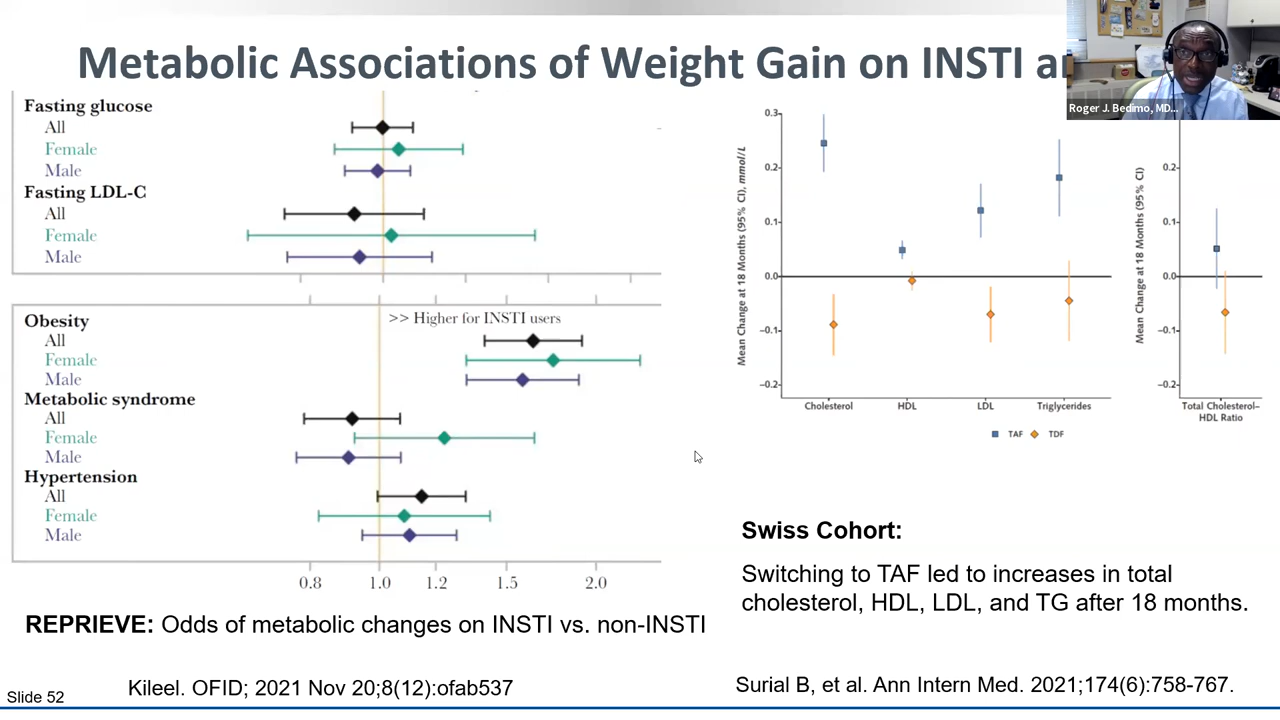 Metabolic Associations of Weight Gain on INSTI
Roger J. Bedimo, MD...
Fasting glucose
All
Female
Male
Fasting LDL-C
All
Female
Male
Obesity
>> Higher for INSTI users
All
Female
Male
Metabolic syndrome
All
Female
Male
Hypertension
All
Female
Male
0.8 1.0 1.2 1.5 2.0
REPRIEVE: Odds of metabolic changes on INSTI vs. non-INSTI
Kileel. OFID; 2021 Nov 20;8(12):ofab537
Slide 52
Mean Change at 18 Months (95% CI), mmol/L
0.3
0.2
0.1
0.0
−0.1
−0.2
Cholesterol HDL LDL Triglycerides
TAF TDF
Mean Change at 18 Months (95% CI)
0.2
0.1
0.0
−0.1
−0.2
Total Cholesterol–
HDL Ratio
Swiss Cohort:
Switching to TAF led to increases in total
cholesterol, HDL, LDL, and TG after 18 months.
Surial B, et al. Ann Intern Med. 2021;174(6):758-767.